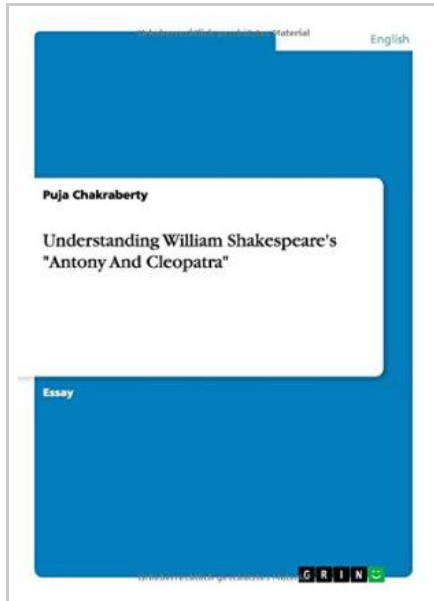 English
Puja Chakraberty
Understanding William Shakespeare's
"Antony And Cleopatra"
Essay
GRIN